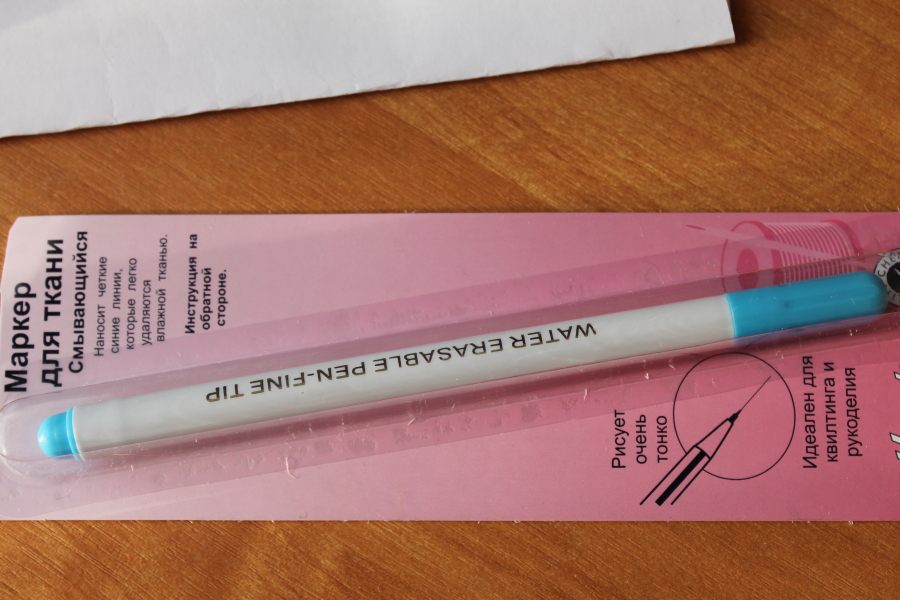 Маркер
для ткани
Смывающийся
Наносит четкие
синие линии,
которые легко
удаляются
влажной тканью.
Инструкция на
обратной
стороне.
WATER ERASABLE PEN-FINE TIP
Рисует
очень
тонко
Идеален для
квилтинга и
рукоделия